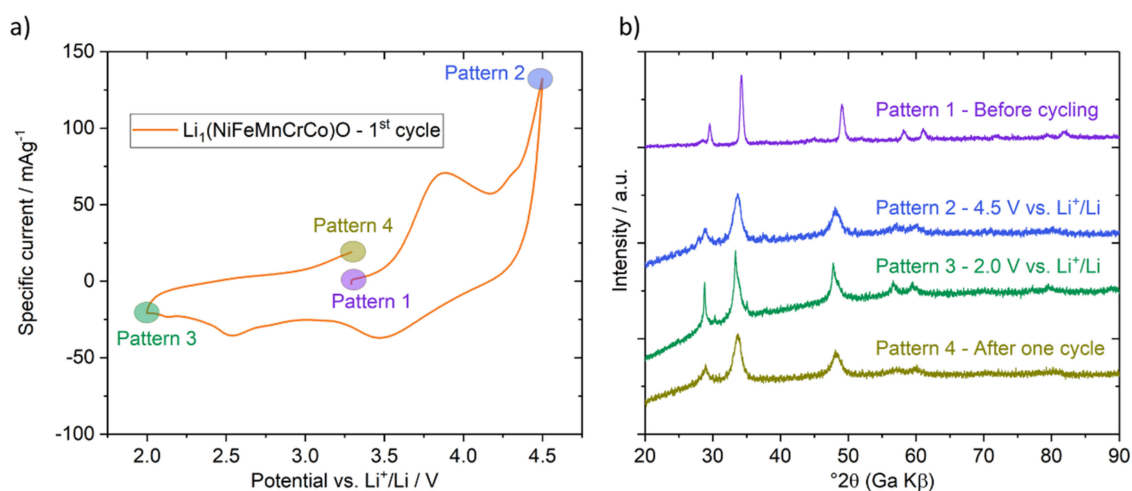 a)
150
100
50
0
-50
-100
Specific current / mAg⁻¹
2.0 2.5 3.0 3.5 4.0 4.5
Potential vs. Li⁺/Li / V
Li₁(NiFeMnCrCo)O - 1ˢᵗ cycle
Pattern 2
Pattern 4
Pattern 1
Pattern 3
b)
Intensity / a.u.
Pattern 1 - Before cycling
Pattern 2 - 4.5 V vs. Li⁺/Li
Pattern 3 - 2.0 V vs. Li⁺/Li
Pattern 4 - After one cycle
20 30 40 50 60 70 80 90
°2θ (Ga Kβ)